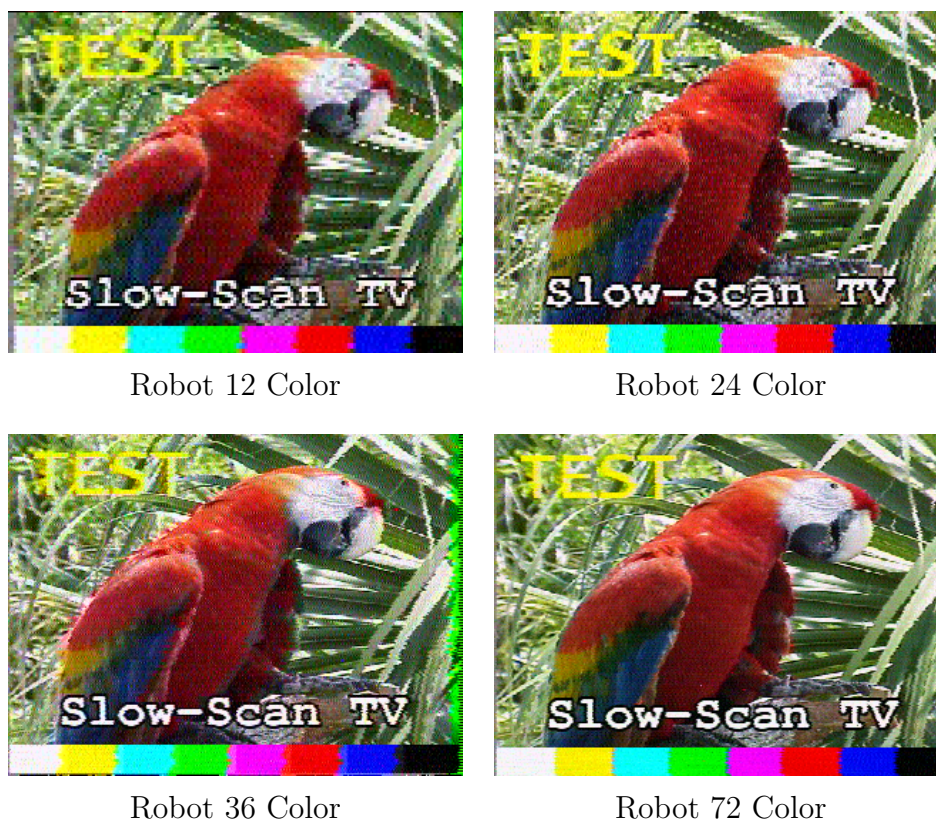 TEST
TEST
Slow-Scan TV
Slow-Scan TV
Robot 12 Color
Robot 24 Color
TEST
TEST
Slow-Scan TV
Slow-Scan TV
Robot 36 Color
Robot 72 Color